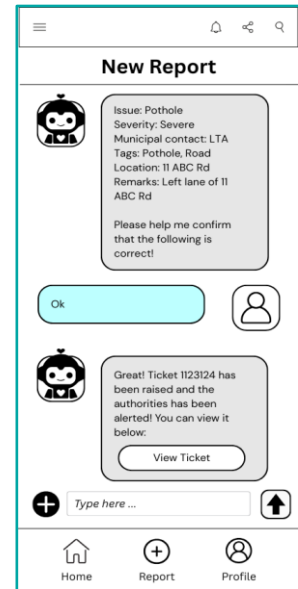 New Report
Issue: Pothole
Severity: Severe
Municipal contact: LTA
Tags: Pothole, Road
Location: 11 ABC Rd
Remarks: Left lane of 11
ABC Rd
Please help me confirm
that the following is
correct!
Ok
Great! Ticket 1123124 has
been raised and the
authorities has been
alerted! You can view it
below:
View Ticket
Type here ...
Home
Report
Profile